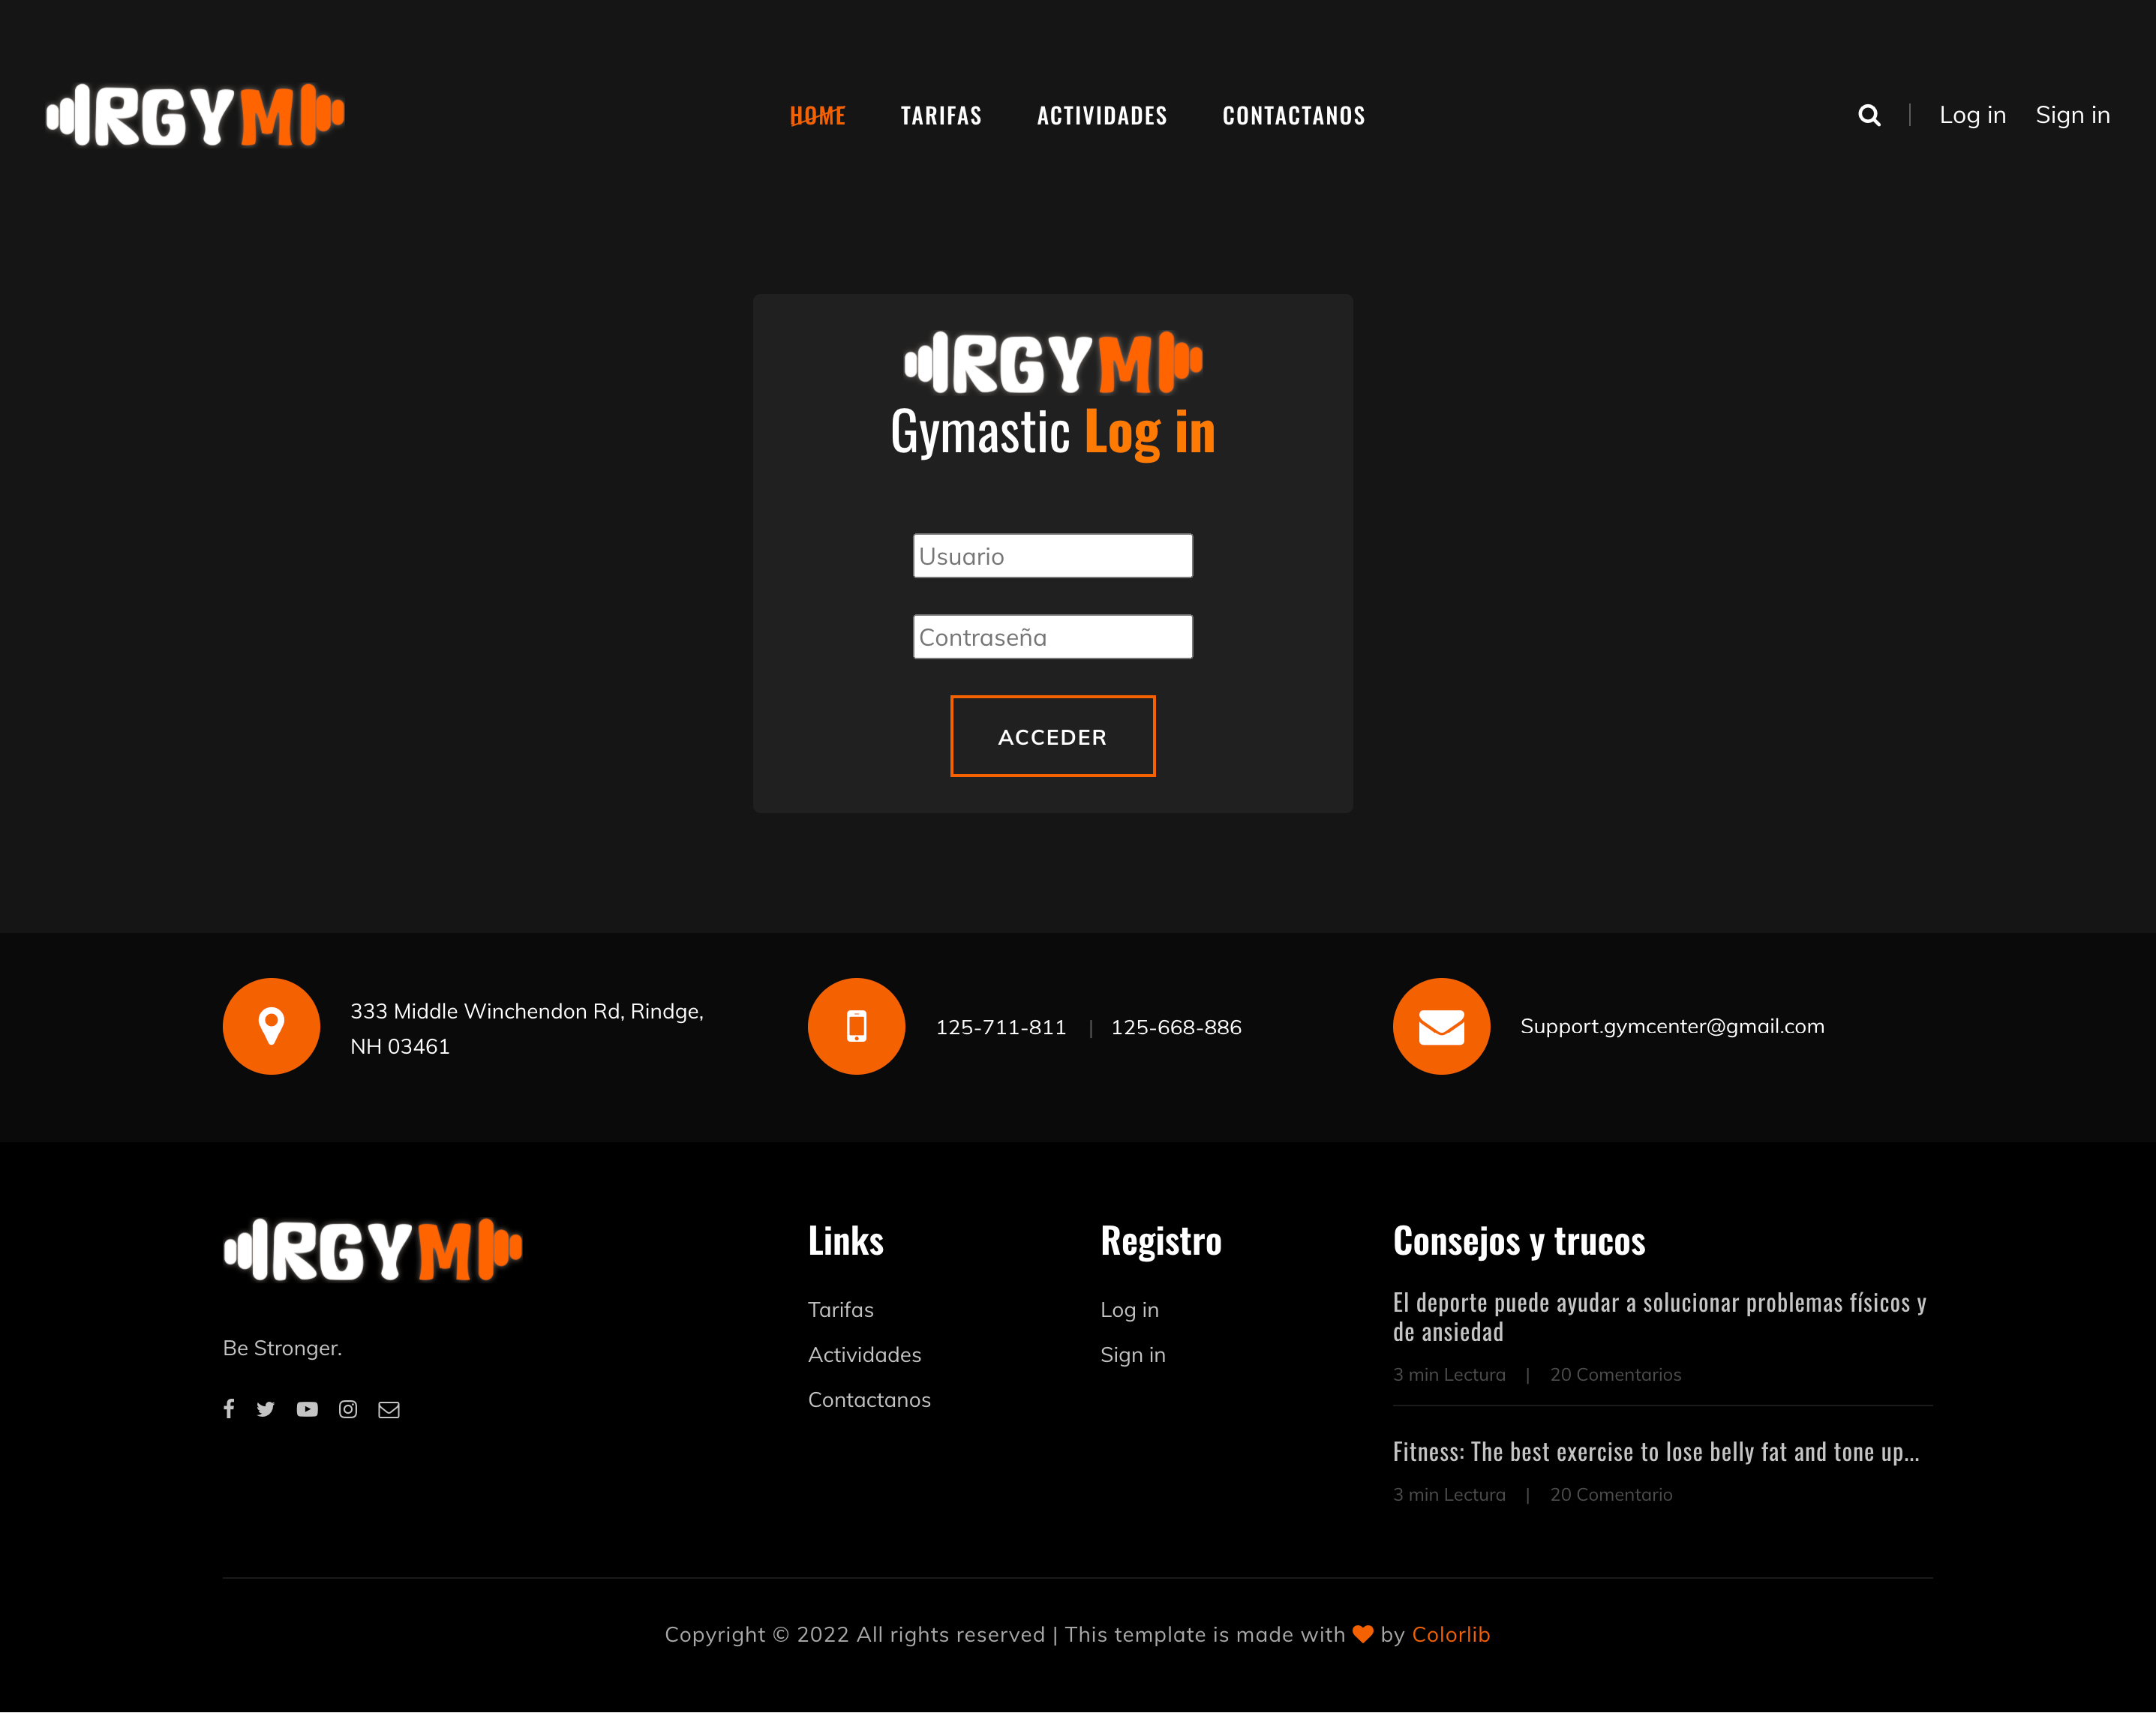 RGYM
HOME TARIFAS ACTIVIDADES CONTACTANOS
Log in Sign in
RGYM
Gymastic Log in
Usuario
Contraseña
ACCEDER
333 Middle Winchendon Rd, Rindge,
NH 03461
125-711-811 | 125-668-886
Support.gymcenter@gmail.com
RGYM
Be Stronger.
Links
Tarifas
Actividades
Contactanos
Registro
Log in
Sign in
Consejos y trucos
El deporte puede ayudar a solucionar problemas físicos y
de ansiedad
3 min Lectura | 20 Comentarios
Fitness: The best exercise to lose belly fat and tone up...
3 min Lectura | 20 Comentario
Copyright © 2022 All rights reserved | This template is made with ♥ by Colorlib